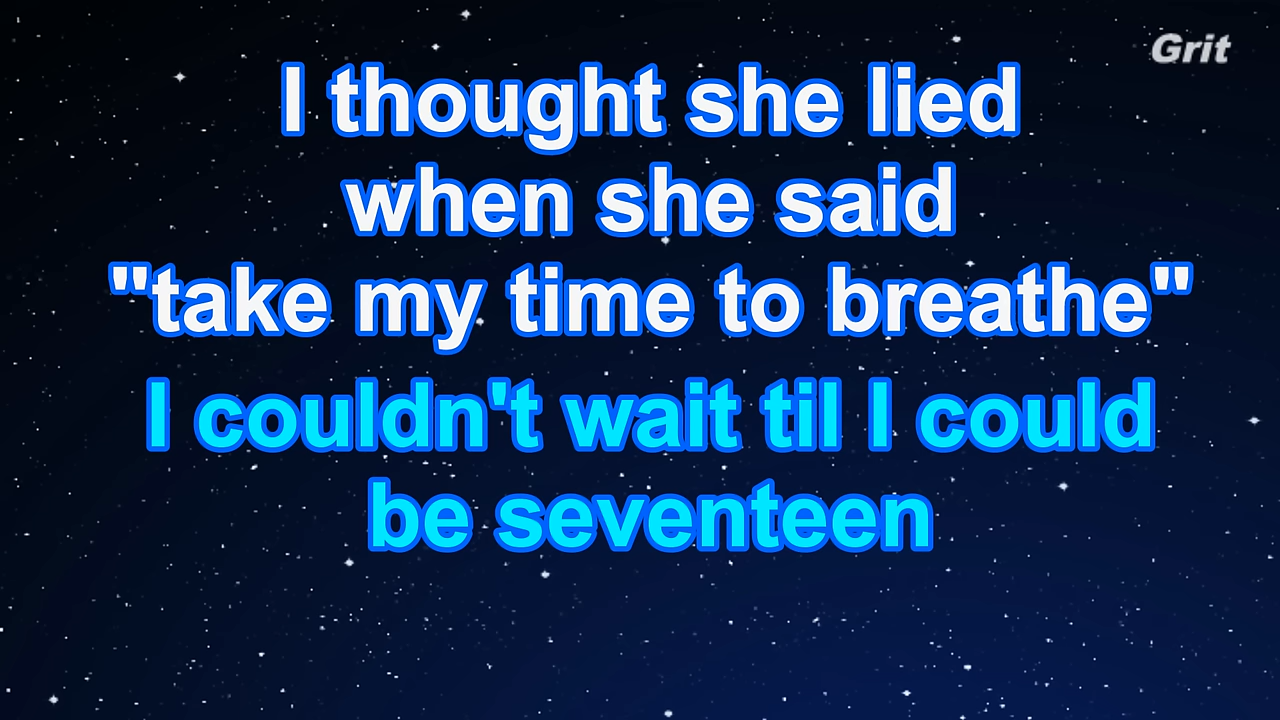 Grit
I thought she lied
when she said
"take my time to breathe"
I couldn't wait til I could
be seventeen